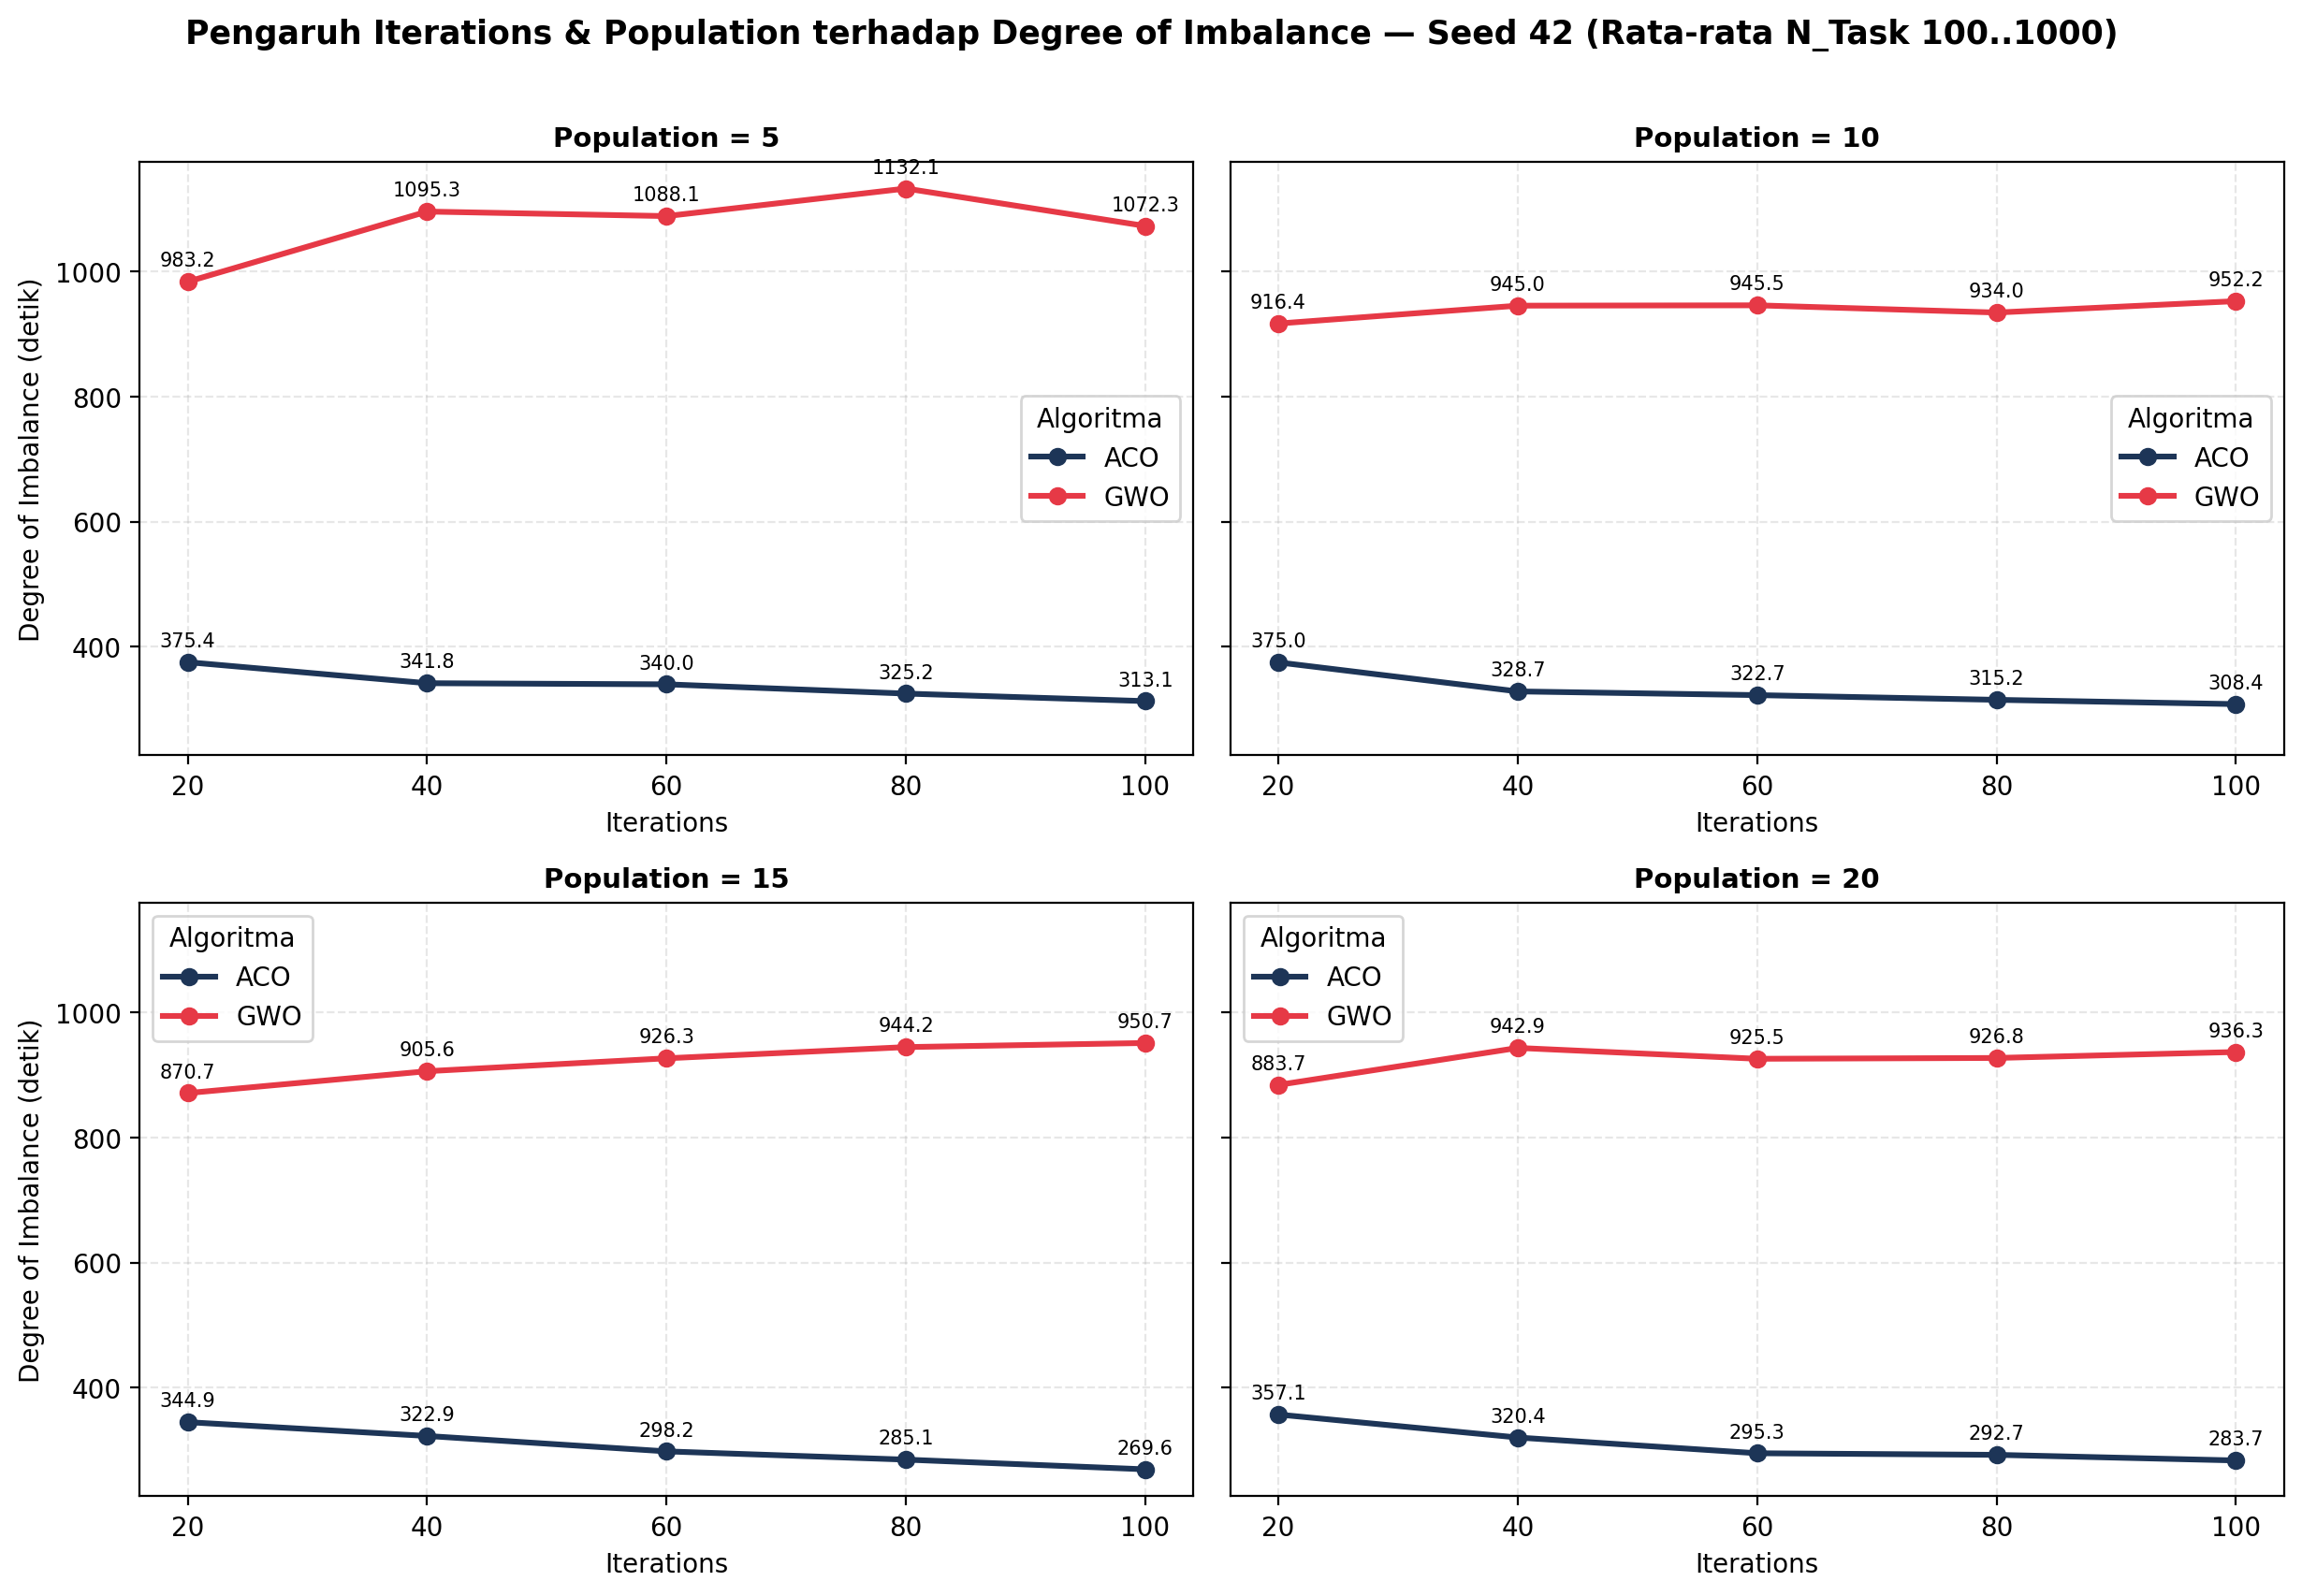 Pengaruh Iterations & Population terhadap Degree of Imbalance — Seed 42 (Rata-rata N_Task 100..1000)
Population = 5
Degree of Imbalance (detik)
1000
800
600
400
983.2
1095.3
1088.1
1132.1
1072.3
375.4
341.8
340.0
325.2
313.1
Algoritma
ACO
GWO
20 40 60 80 100
Iterations
Population = 10
916.4
945.0
945.5
934.0
952.2
375.0
328.7
322.7
315.2
308.4
Algoritma
ACO
GWO
20 40 60 80 100
Iterations
Population = 15
Degree of Imbalance (detik)
1000
800
600
400
Algoritma
ACO
GWO
870.7
905.6
926.3
944.2
950.7
344.9
322.9
298.2
285.1
269.6
20 40 60 80 100
Iterations
Population = 20
Algoritma
ACO
GWO
883.7
942.9
925.5
926.8
936.3
357.1
320.4
295.3
292.7
283.7
20 40 60 80 100
Iterations